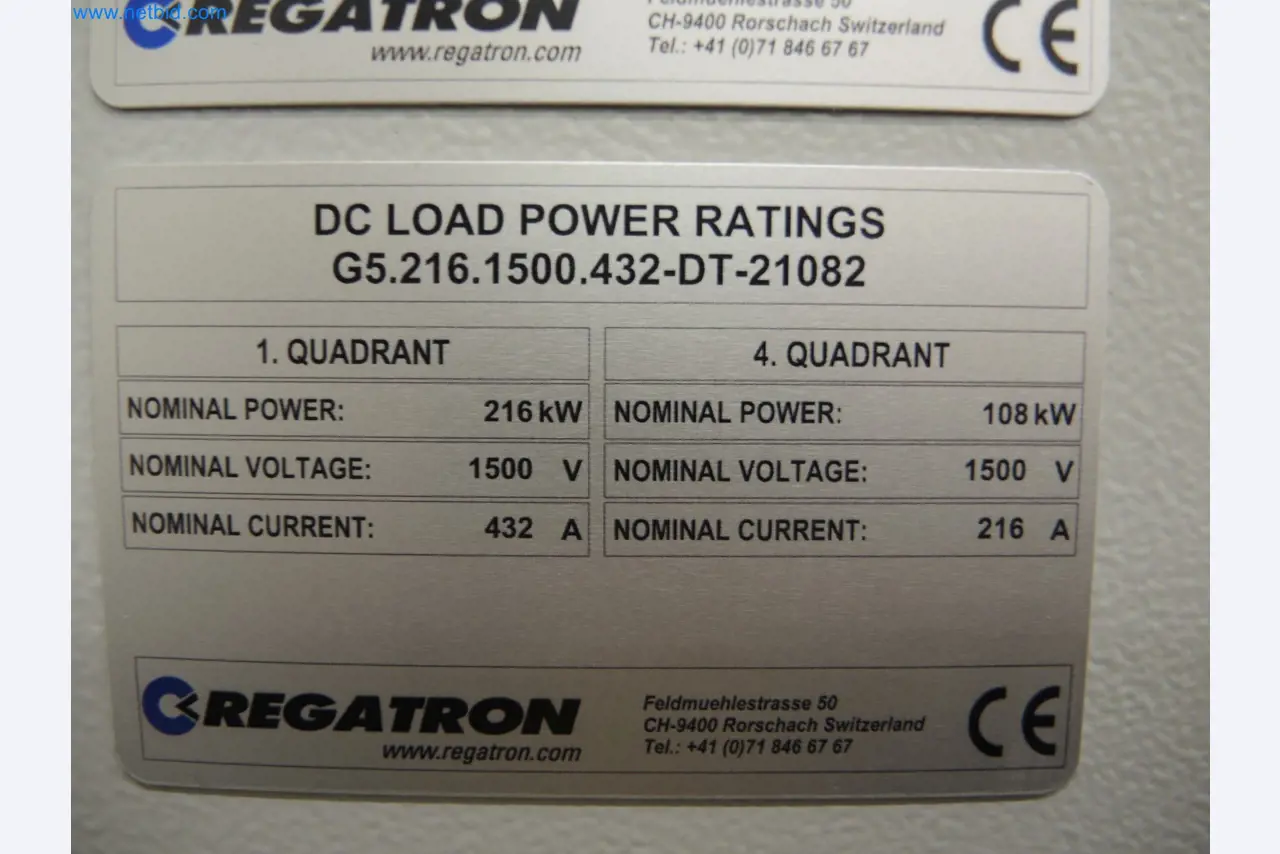 www.netbid.com
REGATRON
www.regatron.com
Feldmuehlestrasse 50
CH-9400 Rorschach Switzerland
Tel.: +41 (0)71 846 67 67
CE
DC LOAD POWER RATINGS
G5.216.1500.432-DT-21082
1. QUADRANT
NOMINAL POWER: 216 kW
NOMINAL VOLTAGE: 1500 V
NOMINAL CURRENT: 432 A
4. QUADRANT
NOMINAL POWER: 108 kW
NOMINAL VOLTAGE: 1500 V
NOMINAL CURRENT: 216 A
REGATRON
www.regatron.com
Feldmuehlestrasse 50
CH-9400 Rorschach Switzerland
Tel.: +41 (0)71 846 67 67
CE